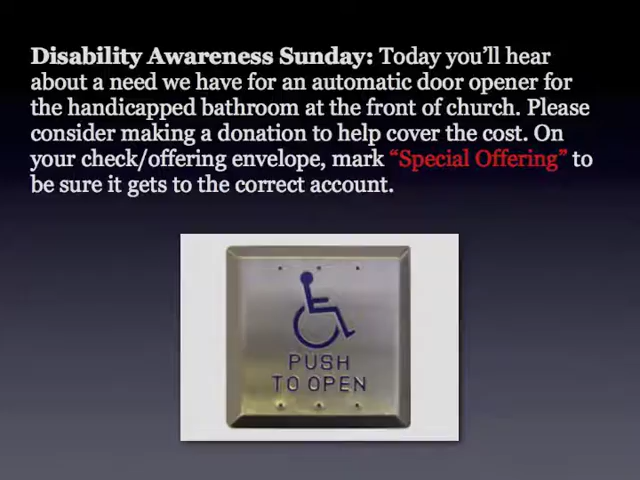 Disability Awareness Sunday: Today you’ll hear
about a need we have for an automatic door opener for
the handicapped bathroom at the front of church. Please
consider making a donation to help cover the cost. On
your check/offering envelope, mark “Special Offering” to
be sure it gets to the correct account.
PUSH
TO OPEN